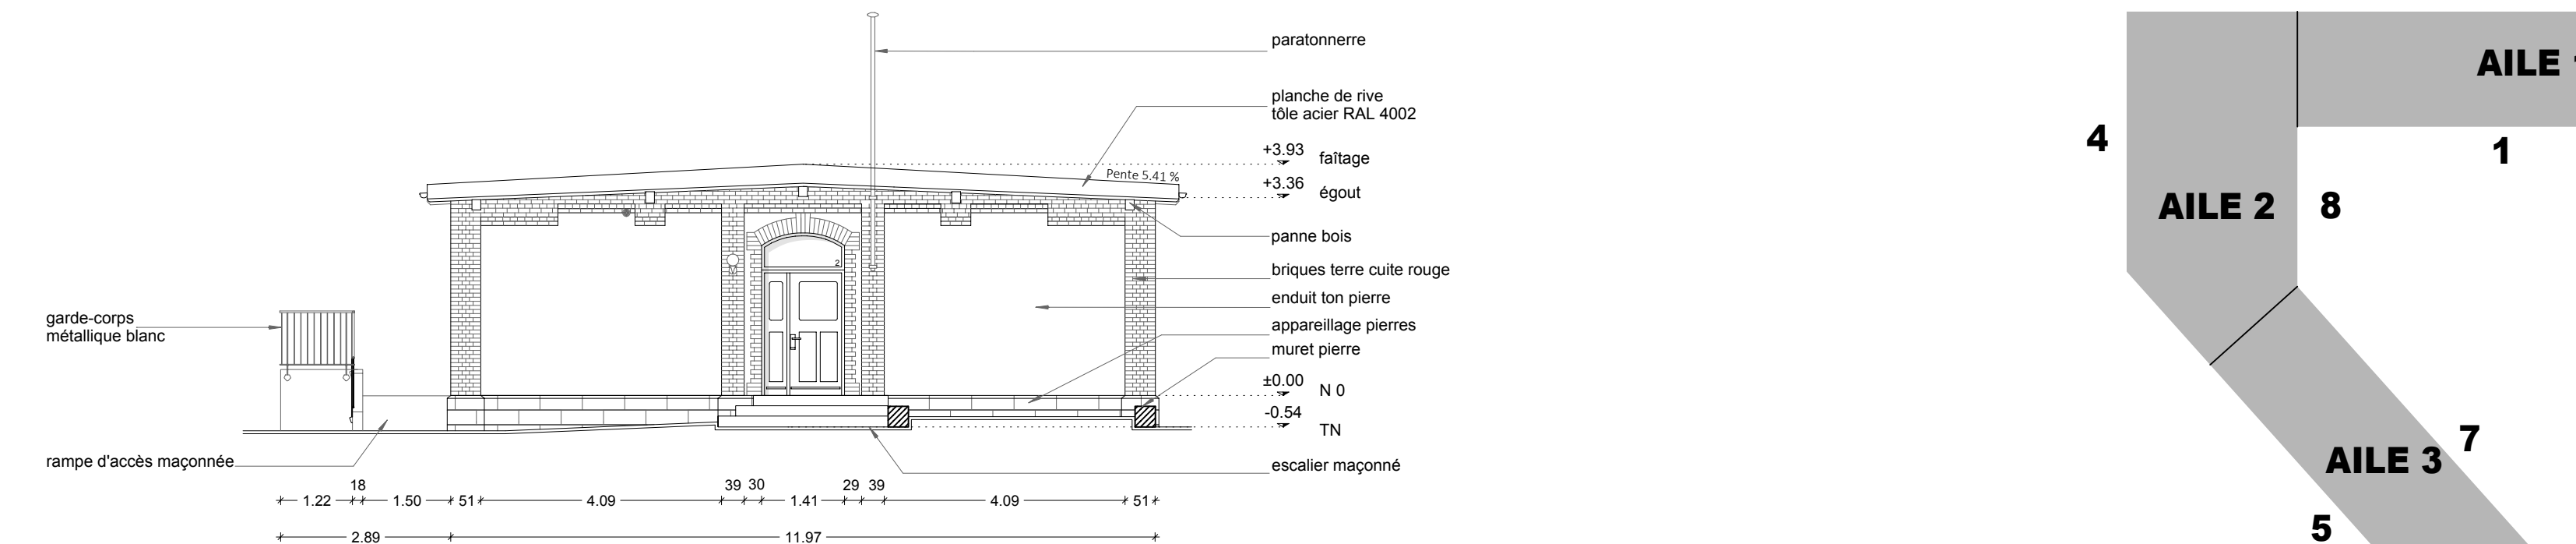 paratonnerre
planche de rive
tôle acier RAL 4002
+3.93 faîtage
Pente 5.41 %
+3.36 égout
panne bois
2
briques terre cuite rouge
enduit ton pierre
garde-corps
métallique blanc
appareillage pierres
muret pierre
±0.00 N 0
-0.54 TN
rampe d'accès maçonnée
escalier maçonné
18 39 30 29 39
1.22 1.50 51 4.09 1.41 4.09 51
2.89 11.97
AILE 1
4
1
AILE 2
8
7
AILE 3
5